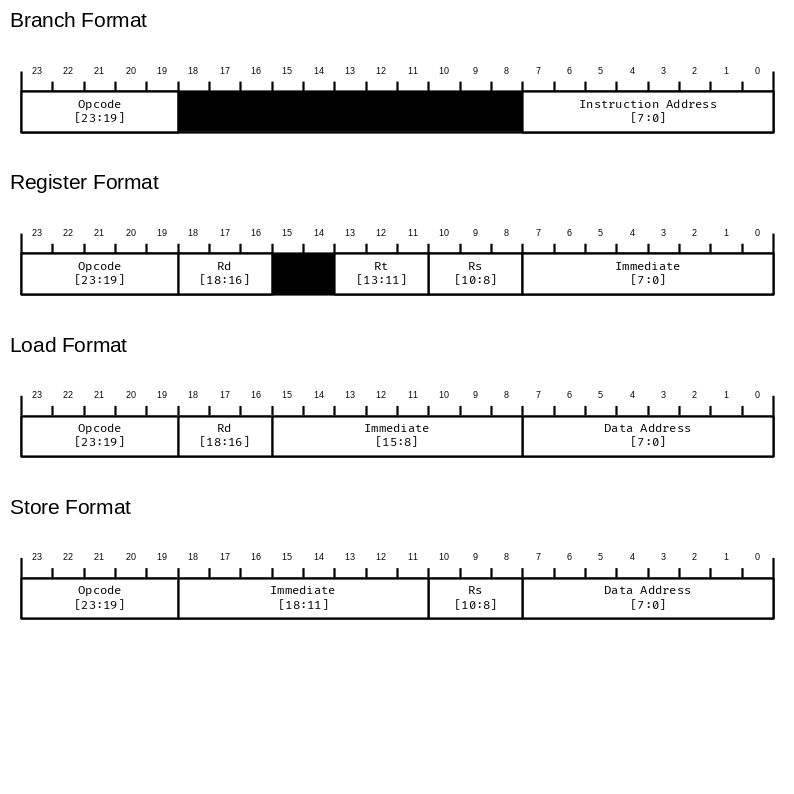 Branch Format
23 22 21 20 19 18 17 16 15 14 13 12 11 10 9 8 7 6 5 4 3 2 1 0
Opcode Instruction Address
[23:19] [7:0]
Register Format
23 22 21 20 19 18 17 16 15 14 13 12 11 10 9 8 7 6 5 4 3 2 1 0
Opcode Rd Rt Rs Immediate
[23:19] [18:16] [13:11] [10:8] [7:0]
Load Format
23 22 21 20 19 18 17 16 15 14 13 12 11 10 9 8 7 6 5 4 3 2 1 0
Opcode Rd Immediate Data Address
[23:19] [18:16] [15:8] [7:0]
Store Format
23 22 21 20 19 18 17 16 15 14 13 12 11 10 9 8 7 6 5 4 3 2 1 0
Opcode Immediate Rs Data Address
[23:19] [18:11] [10:8] [7:0]